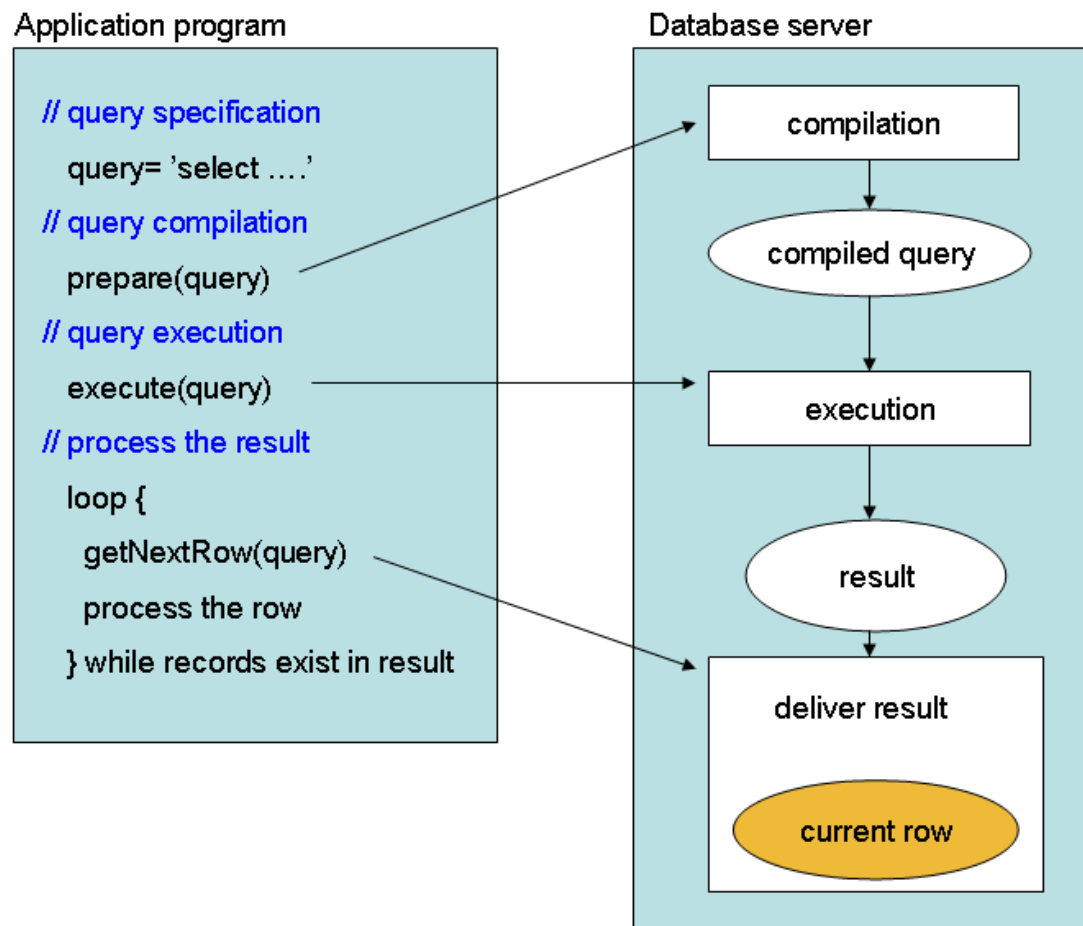 Application program
// query specification
query= ’select ….’
// query compilation
prepare(query)
// query execution
execute(query)
// process the result
loop {
getNextRow(query)
process the row
} while records exist in result
Database server
compilation
compiled query
execution
result
deliver result
current row